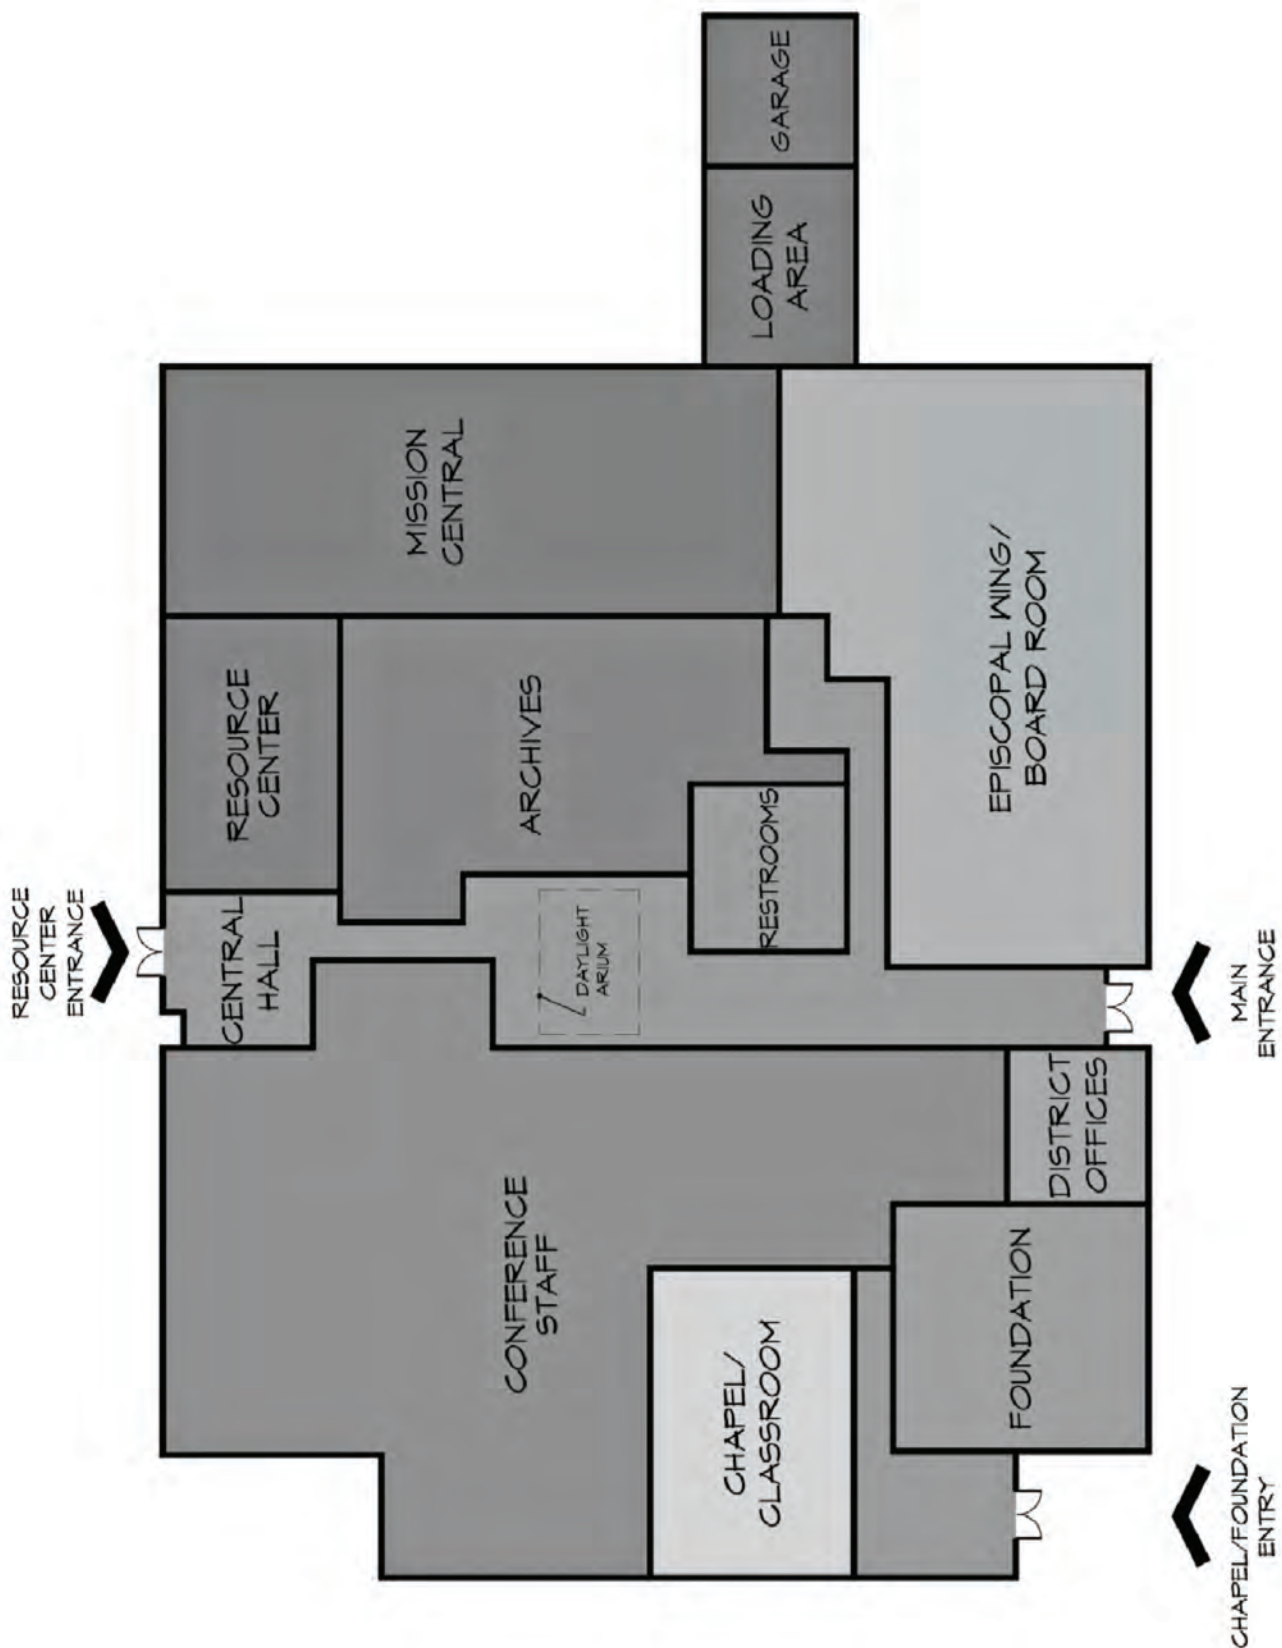 GARAGE
LOADING
AREA
MISSION
CENTRAL
RESOURCE
CENTER
ARCHIVES
EPISCOPAL WING/
BOARD ROOM
RESTROOMS
RESOURCE
CENTER
ENTRANCE
CENTRAL
HALL
DAYLIGHT
ARIUM
MAIN
ENTRANCE
CONFERENCE
STAFF
DISTRICT
OFFICES
FOUNDATION
CHAPEL/
CLASSROOM
CHAPEL/FOUNDATION
ENTRY